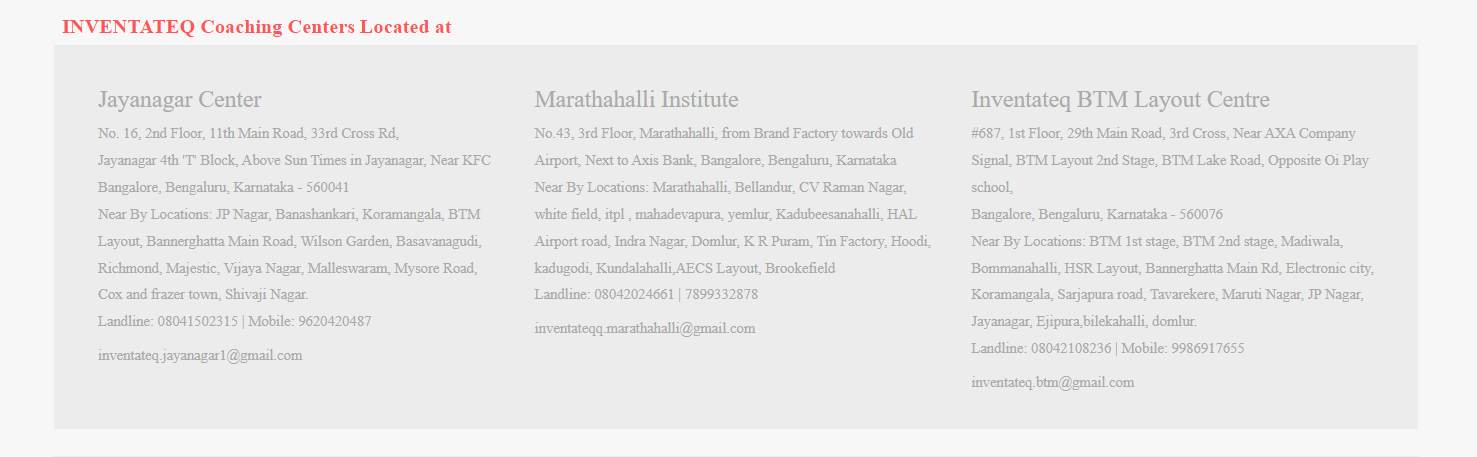 INVENTATEQ Coaching Centers Located at
Jayanagar Center
No. 16, 2nd Floor, 11th Main Road, 33rd Cross Rd,
Jayanagar 4th 'T' Block, Above Sun Times in Jayanagar, Near KFC
Bangalore, Bengaluru, Karnataka - 560041
Near By Locations: JP Nagar, Banashankari, Koramangala, BTM
Layout, Bannerghatta Main Road, Wilson Garden, Basavanagudi,
Richmond, Majestic, Vijaya Nagar, Malleswaram, Mysore Road,
Cox and frazer town, Shivaji Nagar.
Landline: 08041502315 | Mobile: 9620420487
inventateq.jayanagar1@gmail.com
Marathahalli Institute
No.43, 3rd Floor, Marathahalli, from Brand Factory towards Old
Airport, Next to Axis Bank, Bangalore, Bengaluru, Karnataka
Near By Locations: Marathahalli, Bellandur, CV Raman Nagar,
white field, itpl , mahadevapura, yemlur, Kadubeesanahalli, HAL
Airport road, Indra Nagar, Domlur, K R Puram, Tin Factory, Hoodi,
kadugodi, Kundalahalli,AECS Layout, Brookefield
Landline: 08042024661 | 7899332878
inventateqq.marathahalli@gmail.com
Inventateq BTM Layout Centre
#687, 1st Floor, 29th Main Road, 3rd Cross, Near AXA Company
Signal, BTM Layout 2nd Stage, BTM Lake Road, Opposite Oi Play
school,
Bangalore, Bengaluru, Karnataka - 560076
Near By Locations: BTM 1st stage, BTM 2nd stage, Madiwala,
Bommanahalli, HSR Layout, Bannerghatta Main Rd, Electronic city,
Koramangala, Sarjapura road, Tavarekere, Maruti Nagar, JP Nagar,
Jayanagar, Ejipura,bilekahalli, domlur.
Landline: 08042108236 | Mobile: 9986917655
inventateq.btm@gmail.com